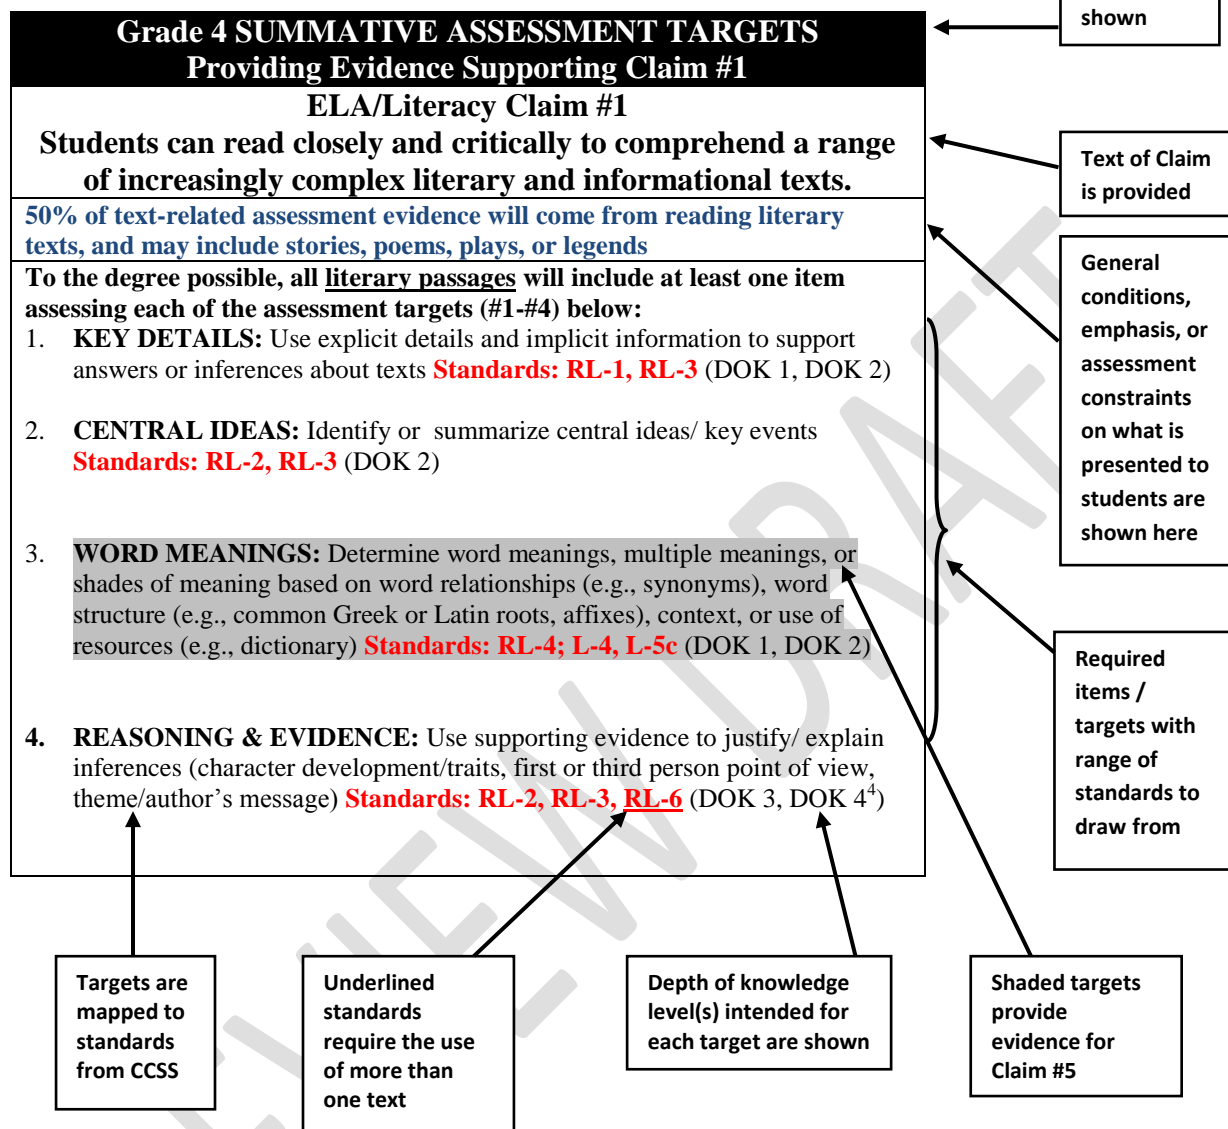 shown
Grade 4 SUMMATIVE ASSESSMENT TARGETS
Providing Evidence Supporting Claim #1
ELA/Literacy Claim #1
Students can read closely and critically to comprehend a range
of increasingly complex literary and informational texts.
Text of Claim
is provided
50% of text-related assessment evidence will come from reading literary
texts, and may include stories, poems, plays, or legends
To the degree possible, all literary passages will include at least one item
assessing each of the assessment targets (#1-#4) below:
1. KEY DETAILS: Use explicit details and implicit information to support
answers or inferences about texts Standards: RL-1, RL-3 (DOK 1, DOK 2)
2. CENTRAL IDEAS: Identify or summarize central ideas/ key events
Standards: RL-2, RL-3 (DOK 2)
3. WORD MEANINGS: Determine word meanings, multiple meanings, or
shades of meaning based on word relationships (e.g., synonyms), word
structure (e.g., common Greek or Latin roots, affixes), context, or use of
resources (e.g., dictionary) Standards: RL-4; L-4, L-5c (DOK 1, DOK 2)
4. REASONING & EVIDENCE: Use supporting evidence to justify/ explain
inferences (character development/traits, first or third person point of view,
theme/author’s message) Standards: RL-2, RL-3, RL-6 (DOK 3, DOK 4⁴)
General
conditions,
emphasis, or
assessment
constraints
on what is
presented to
students are
shown here
Required
items /
targets with
range of
standards to
draw from
Targets are
mapped to
standards
from CCSS
Underlined
standards
require the use
of more than
one text
Depth of knowledge
level(s) intended for
each target are shown
Shaded targets
provide
evidence for
Claim #5
EVIEW DRAFT